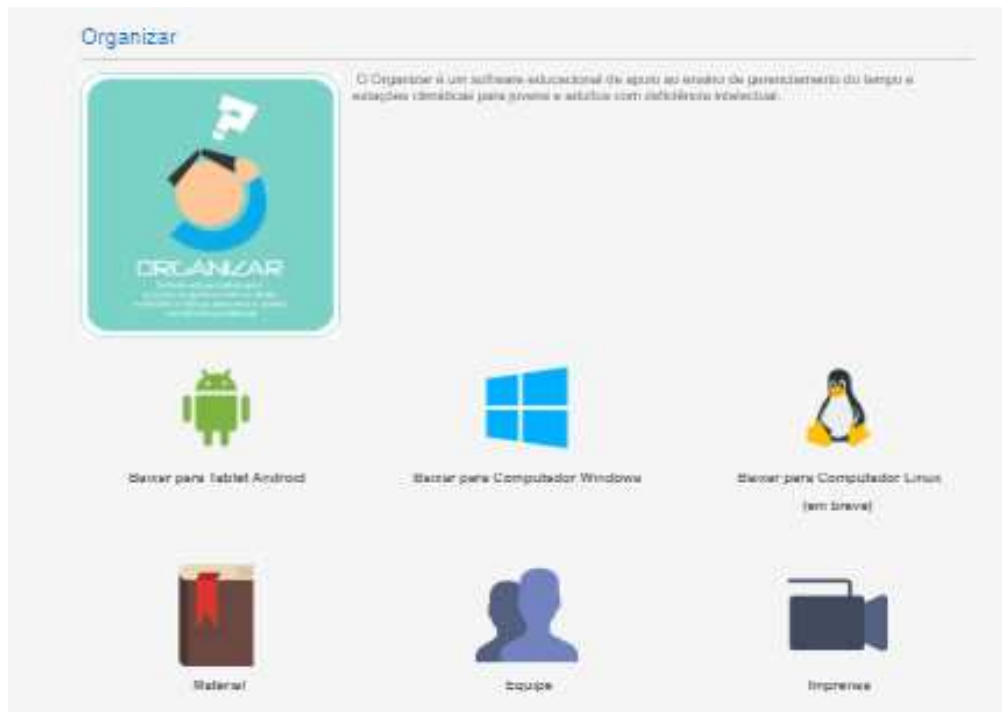 Organizar
O Organizar é um software educacional de apoio ao ensino de gerenciamento do tempo e
estações climáticas para jovens e adultos com deficiência intelectual.
ORGANIZAR
Baixar para Tablet Android
Baixar para Computador Windows
Baixar para Computador Linux
(em breve)
Material
Equipe
Imprensa